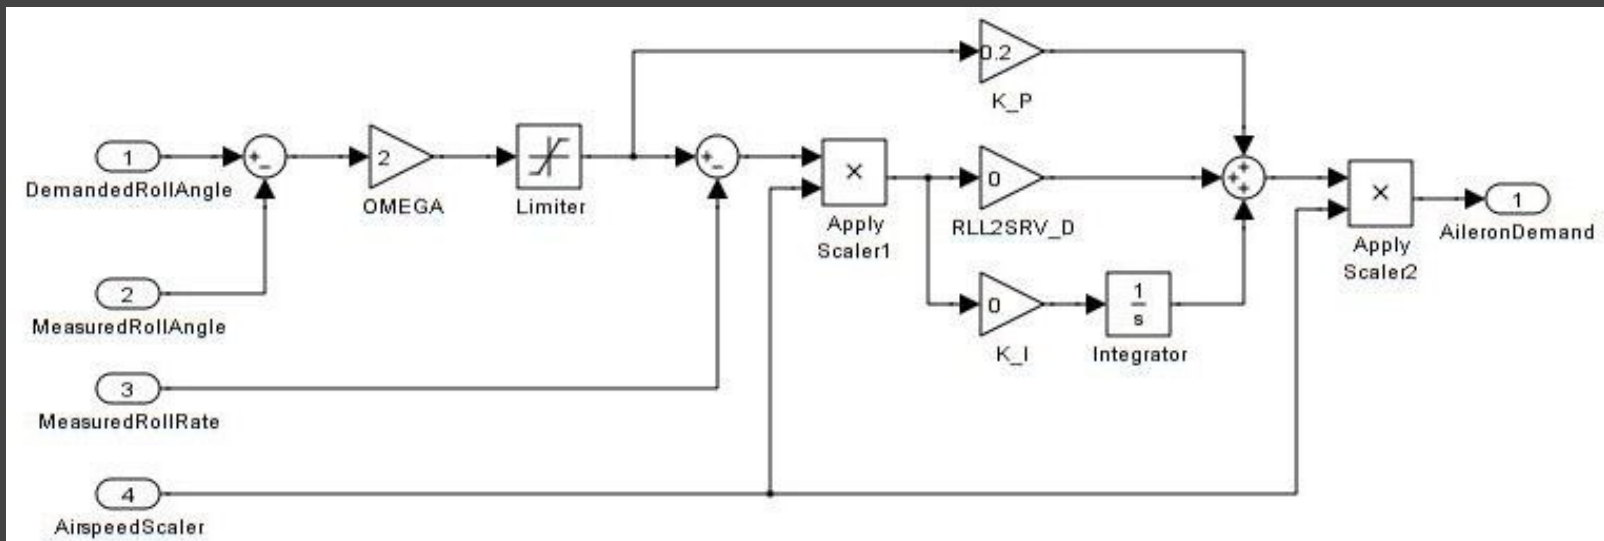 0.2
K_P
1
DemandedRollAngle
+
−
2
OMEGA
Limiter
+
−
×
Apply
Scaler1
0
RLL2SRV_D
+
+
+
×
Apply
Scaler2
1
AileronDemand
2
MeasuredRollAngle
0
K_I
1
s
Integrator
3
MeasuredRollRate
4
AirspeedScaler